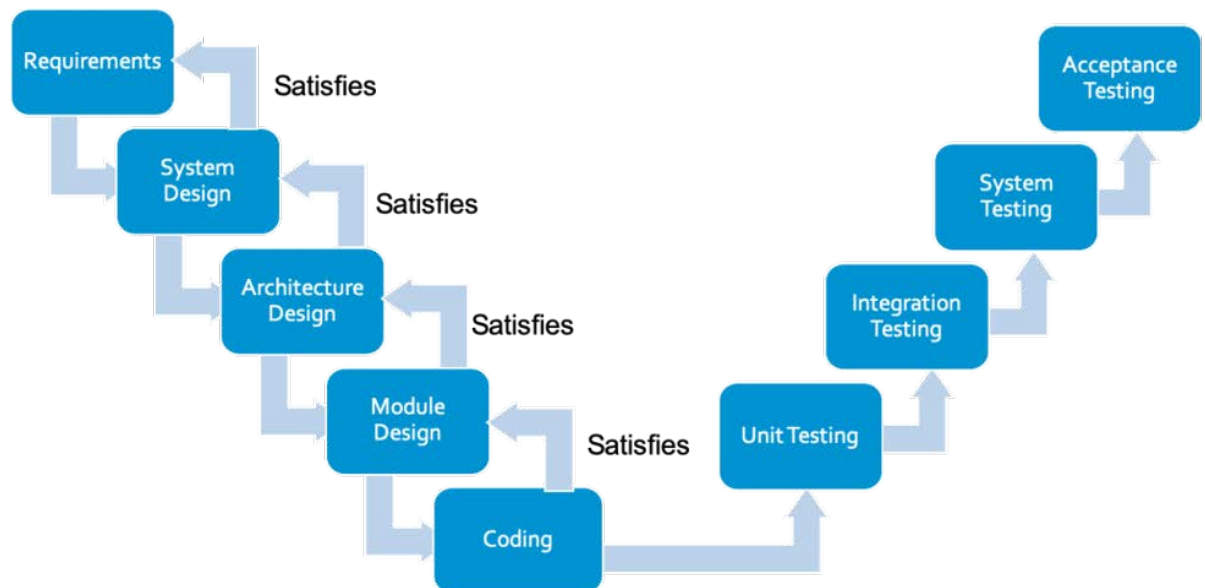 Requirements
Satisfies
Acceptance
Testing
System
Design
Satisfies
System
Testing
Architecture
Design
Satisfies
Integration
Testing
Module
Design
Satisfies
Unit Testing
Coding